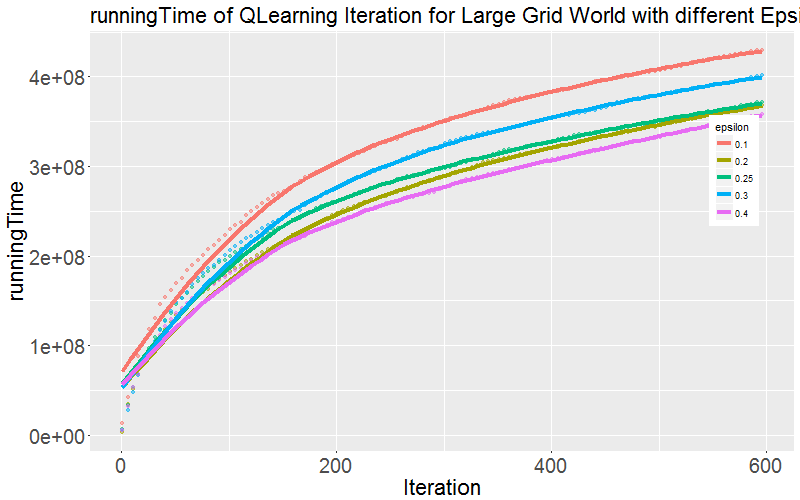 runningTime of QLearning Iteration for Large Grid World with different Epsi
runningTime
4e+08
3e+08
2e+08
1e+08
0e+00
epsilon
0.1
0.2
0.25
0.3
0.4
0 200 400 600
Iteration